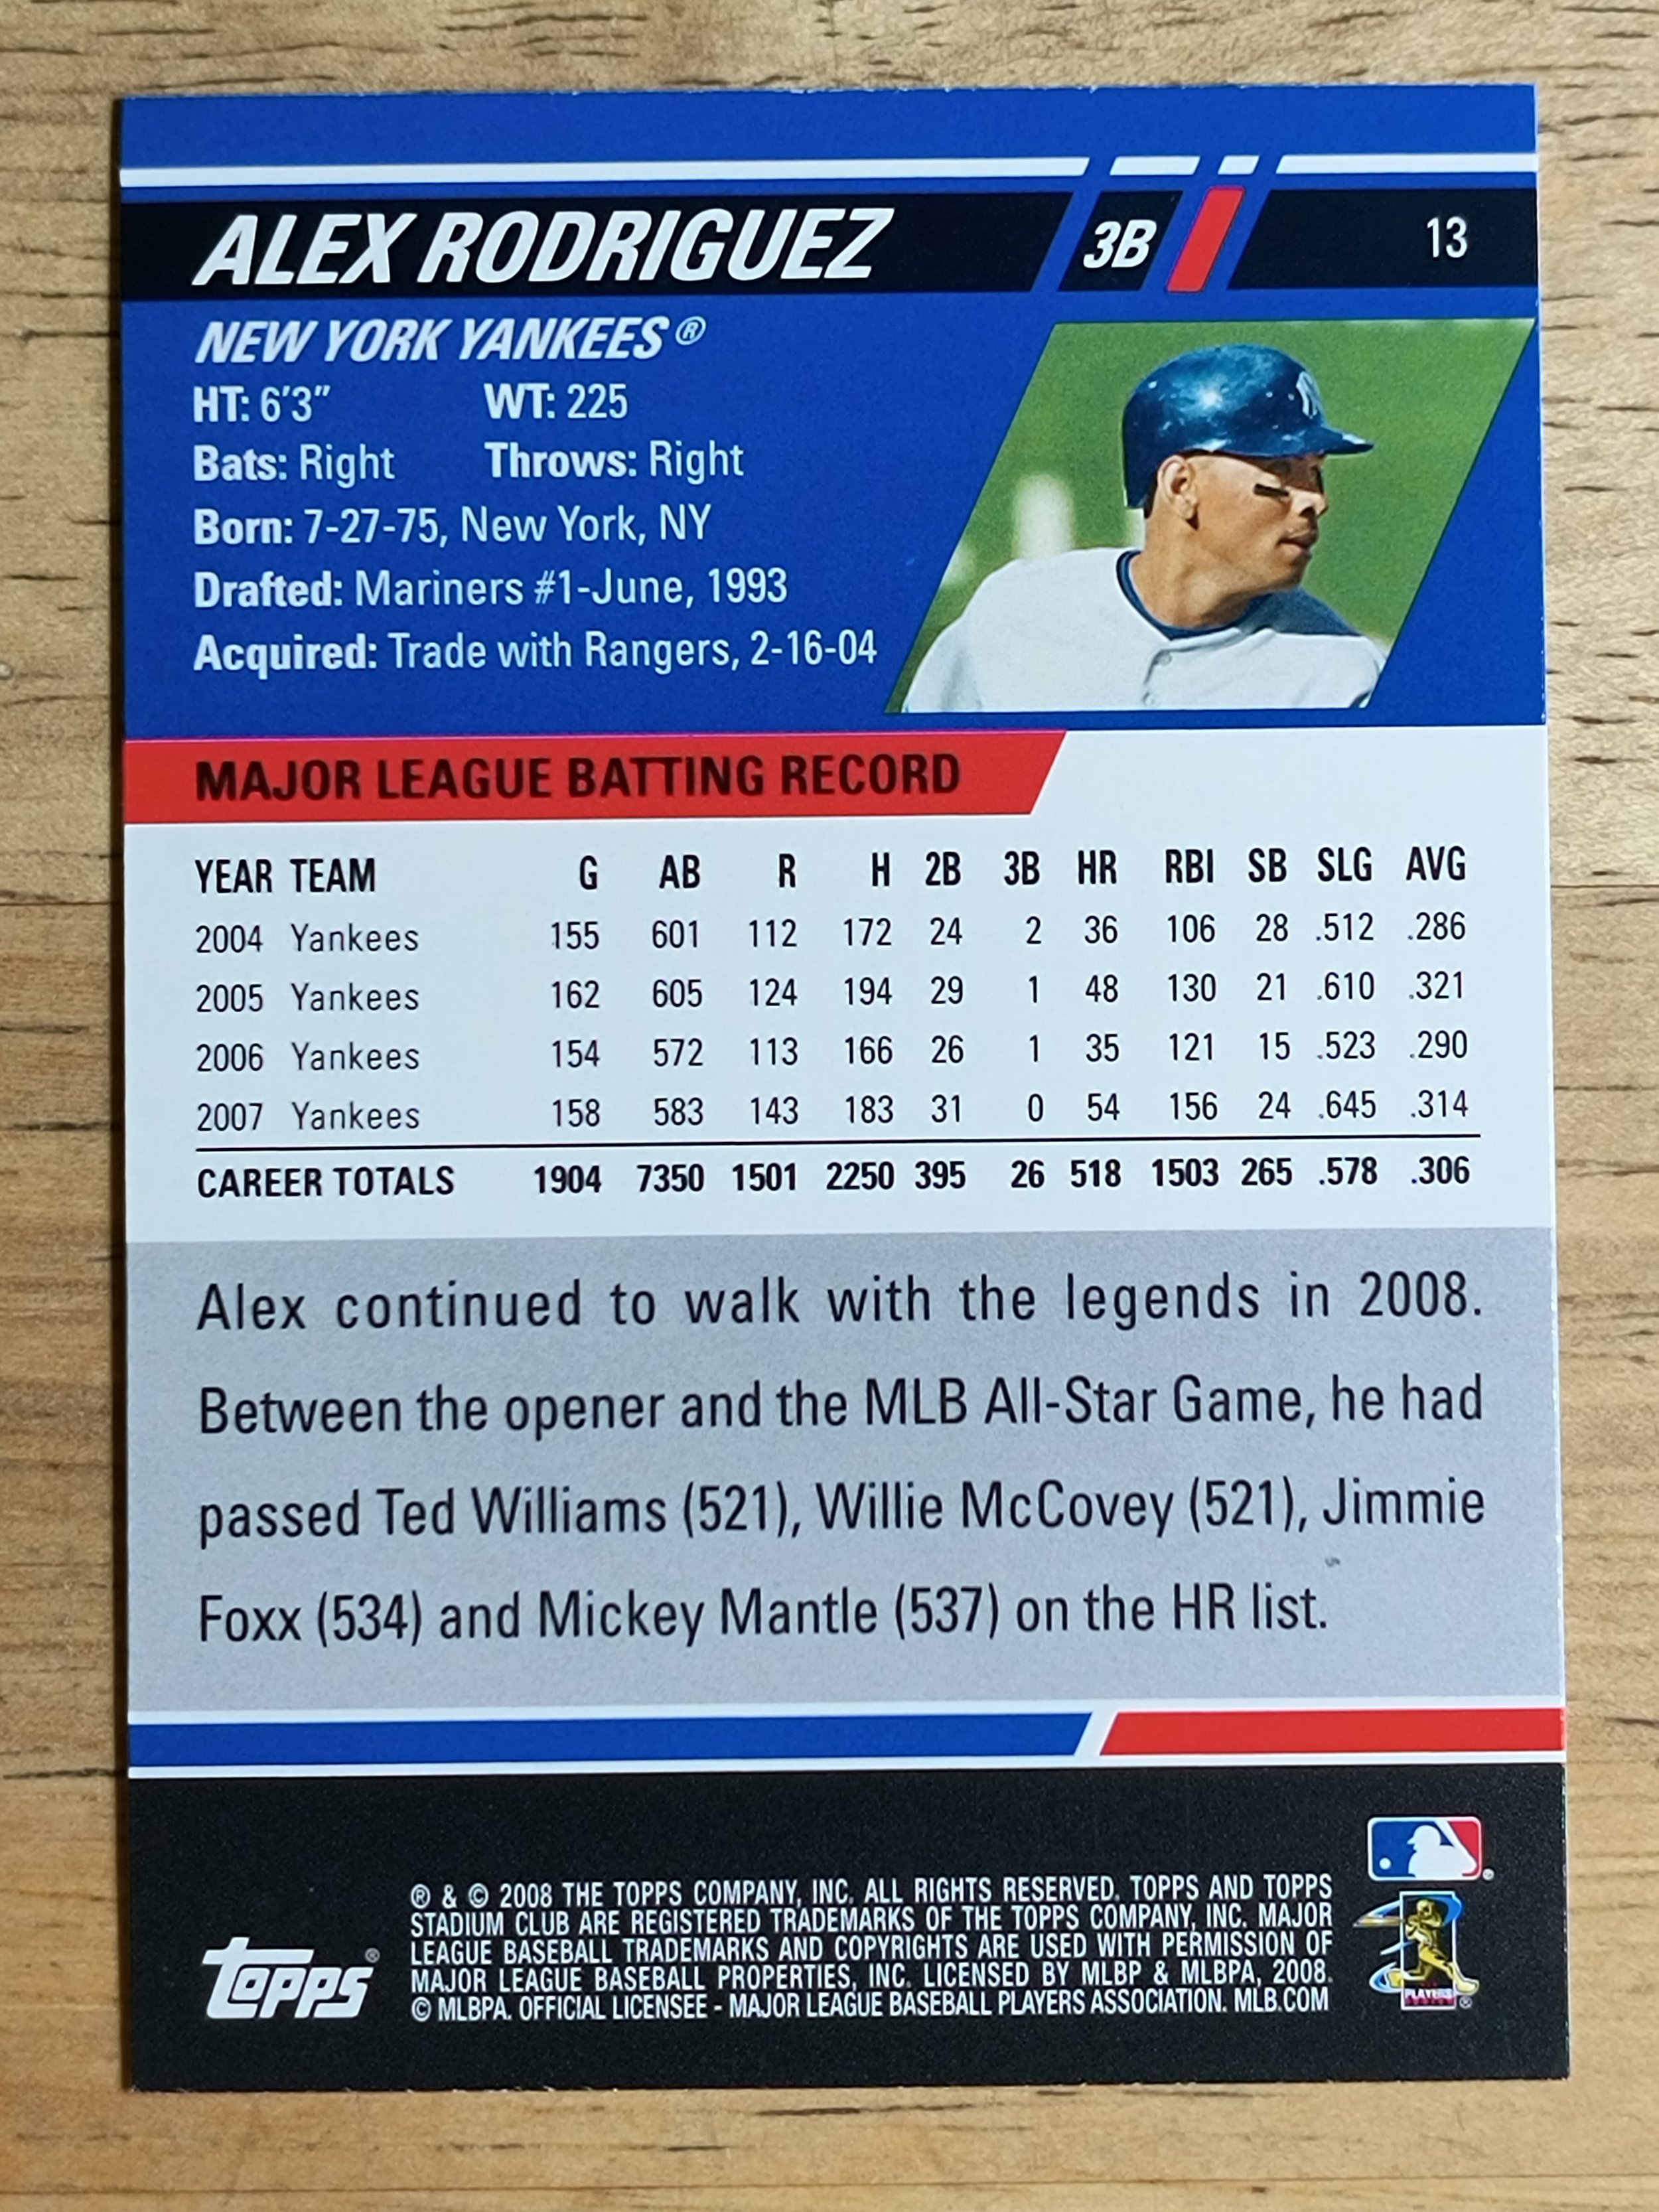 ALEX RODRIGUEZ 3B 13
NEW YORK YANKEES®
HT: 6'3" WT: 225
Bats: Right Throws: Right
Born: 7-27-75, New York, NY
Drafted: Mariners #1-June, 1993
Acquired: Trade with Rangers, 2-16-04
MAJOR LEAGUE BATTING RECORD
YEAR TEAM G AB R H 2B 3B HR RBI SB SLG AVG
2004 Yankees 155 601 112 172 24 2 36 106 28 .512 .286
2005 Yankees 162 605 124 194 29 1 48 130 21 .610 .321
2006 Yankees 154 572 113 166 26 1 35 121 15 .523 .290
2007 Yankees 158 583 143 183 31 0 54 156 24 .645 .314
CAREER TOTALS 1904 7350 1501 2250 395 26 518 1503 265 .578 .306
Alex continued to walk with the legends in 2008.
Between the opener and the MLB All-Star Game, he had
passed Ted Williams (521), Willie McCovey (521), Jimmie
Foxx (534) and Mickey Mantle (537) on the HR list.
® & © 2008 THE TOPPS COMPANY, INC. ALL RIGHTS RESERVED. TOPPS AND TOPPS
STADIUM CLUB ARE REGISTERED TRADEMARKS OF THE TOPPS COMPANY, INC. MAJOR
LEAGUE BASEBALL TRADEMARKS AND COPYRIGHTS ARE USED WITH PERMISSION OF
MAJOR LEAGUE BASEBALL PROPERTIES, INC. LICENSED BY MLBP & MLBPA, 2008.
© MLBPA. OFFICIAL LICENSEE - MAJOR LEAGUE BASEBALL PLAYERS ASSOCIATION. MLB.COM
Topps®
PLAYERS